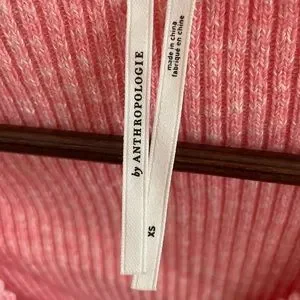 by ANTHROPOLOGIE
made in china
fabriqué en chine
XS